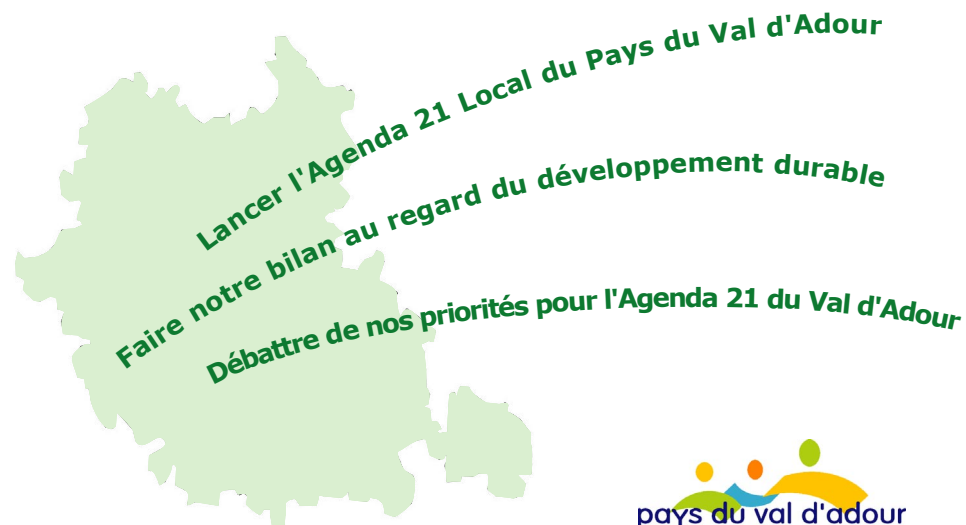 Lancer l'Agenda 21 Local du Pays du Val d'Adour
Faire notre bilan au regard du développement durable
Débattre de nos priorités pour l'Agenda 21 du Val d'Adour
pays du val d'adour